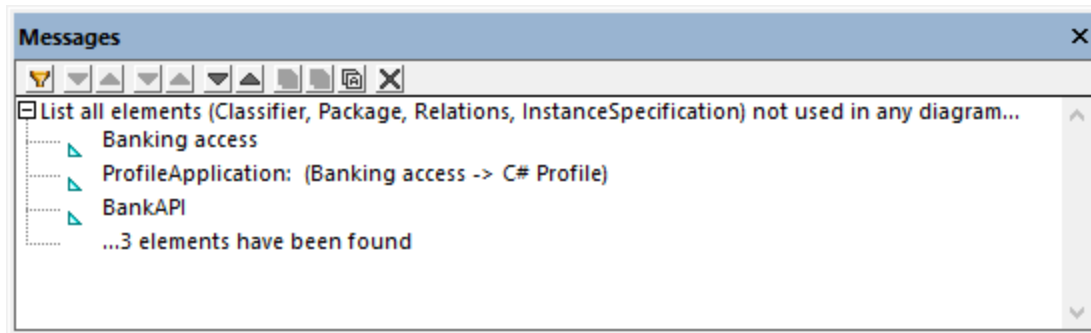 Messages
List all elements (Classifier, Package, Relations, InstanceSpecification) not used in any diagram...
Banking access
ProfileApplication:  (Banking access -> C# Profile)
BankAPI
...3 elements have been found